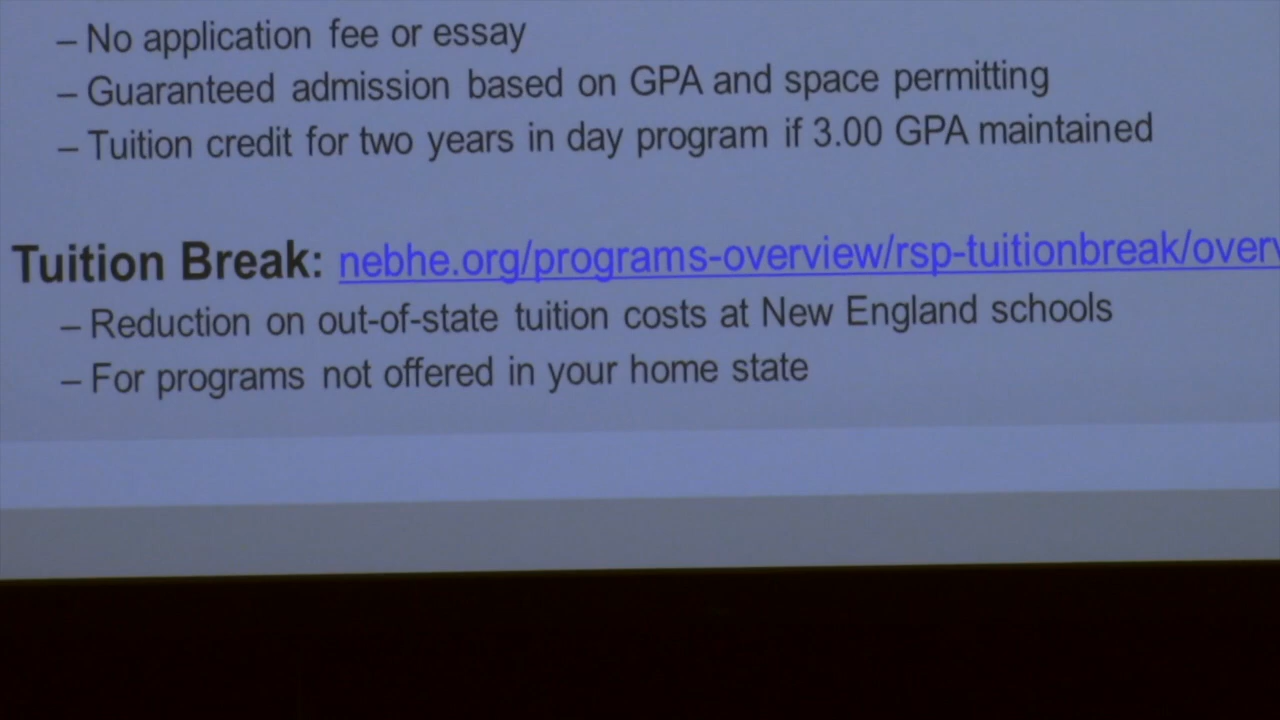 – No application fee or essay
– Guaranteed admission based on GPA and space permitting
– Tuition credit for two years in day program if 3.00 GPA maintained
Tuition Break: nebhe.org/programs-overview/rsp-tuitionbreak/overv
– Reduction on out-of-state tuition costs at New England schools
– For programs not offered in your home state